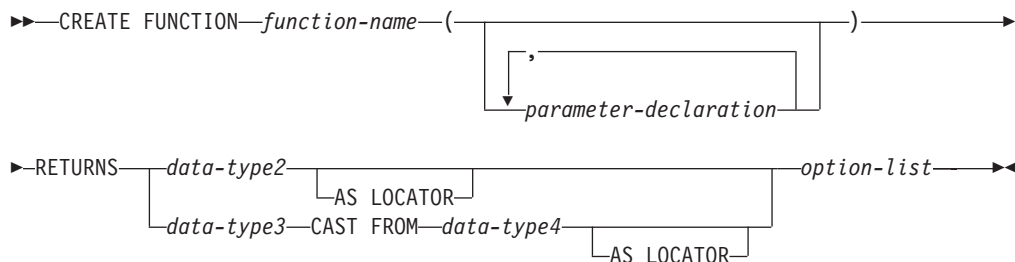 CREATE FUNCTION function-name ( )
,
parameter-declaration
RETURNS data-type2 option-list
AS LOCATOR
data-type3 CAST FROM data-type4
AS LOCATOR